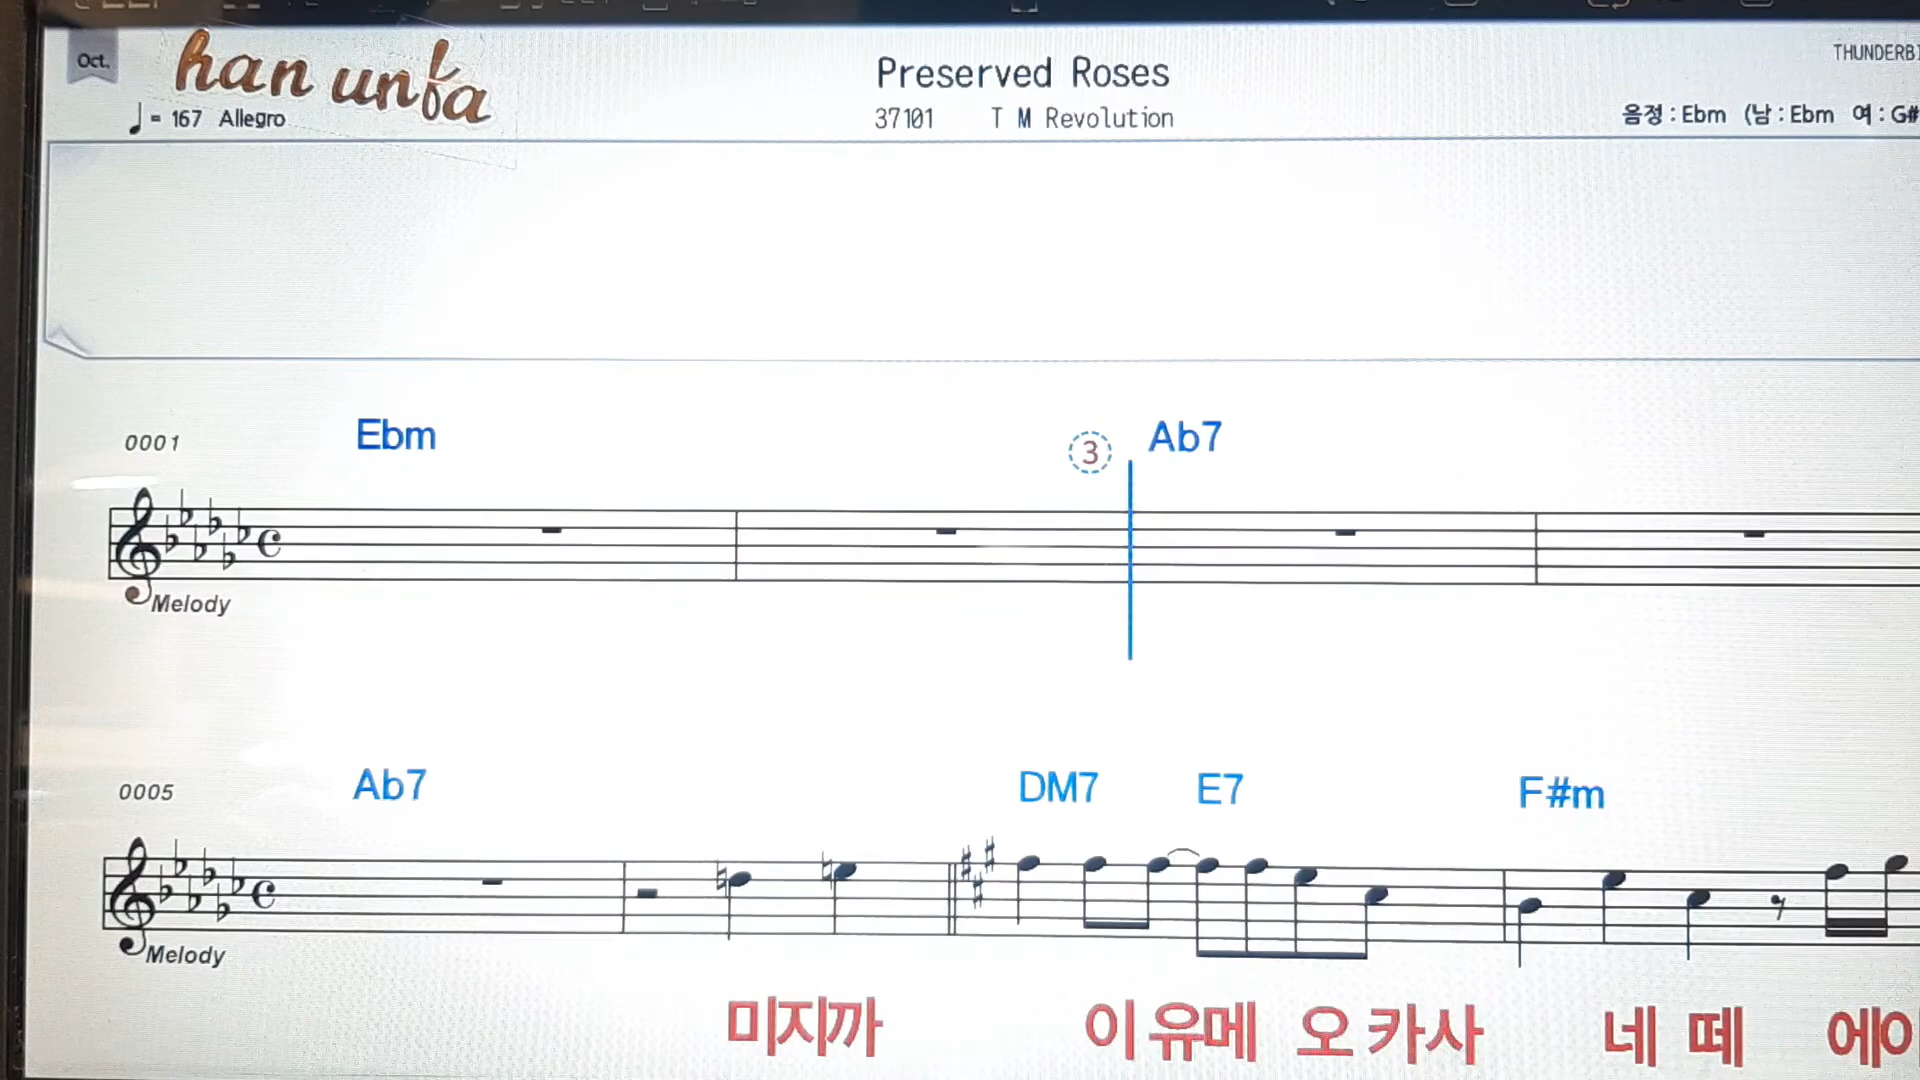 Oct.
han unfa
Preserved Roses
THUNDERBI
= 167 Allegro
37101 T M Revolution
음정 : Ebm (남 : Ebm 여 : G#
0001 Ebm ③ Ab7
Melody
0005 Ab7 DM7 E7 F#m
Melody
미지까 이 유메 오 카사 네 떼 에이